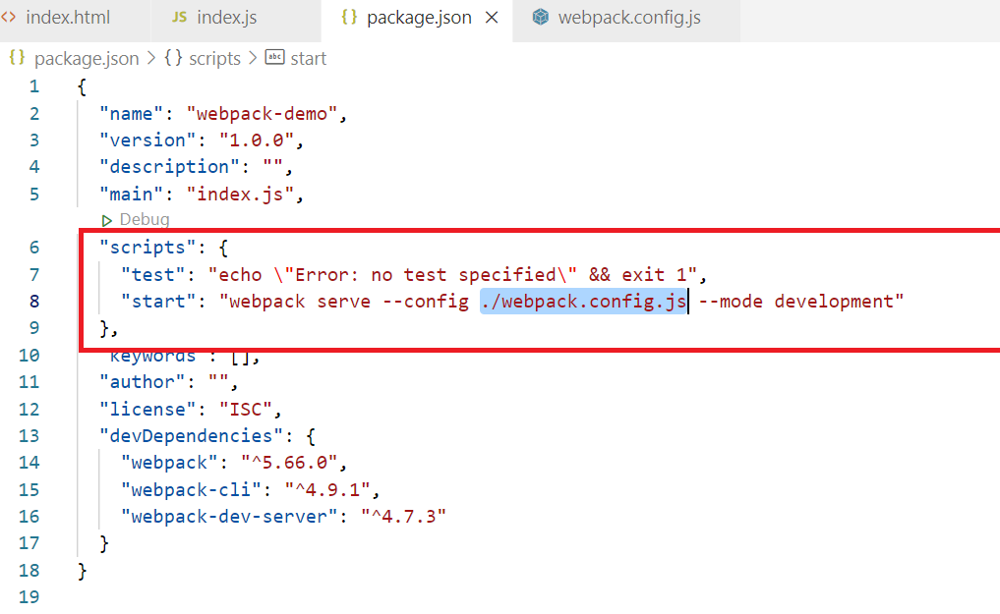 index.html JS index.js {} package.json webpack.config.js
{} package.json > {} scripts > abc start
1 {
2 "name": "webpack-demo",
3 "version": "1.0.0",
4 "description": "",
5 "main": "index.js",
Debug
6 "scripts": {
7 "test": "echo \"Error: no test specified\" && exit 1",
8 "start": "webpack serve --config ./webpack.config.js --mode development"
9 },
10 "keywords": [],
11 "author": "",
12 "license": "ISC",
13 "devDependencies": {
14 "webpack": "^5.66.0",
15 "webpack-cli": "^4.9.1",
16 "webpack-dev-server": "^4.7.3"
17 }
18 }
19